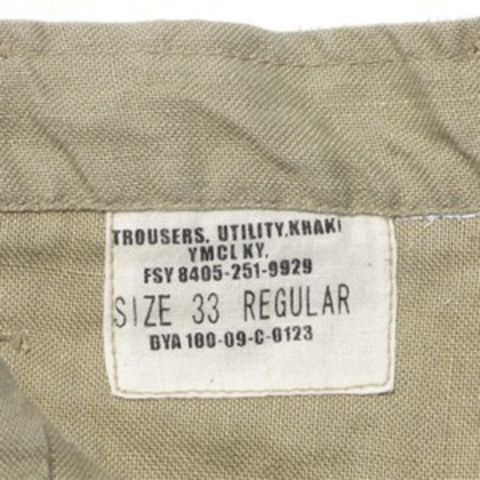 TROUSERS. UTILITY,KHAKI
YMCL KY.
FSY 8405-251-9929
SIZE 33 REGULAR
DYA 100-09-C-0123